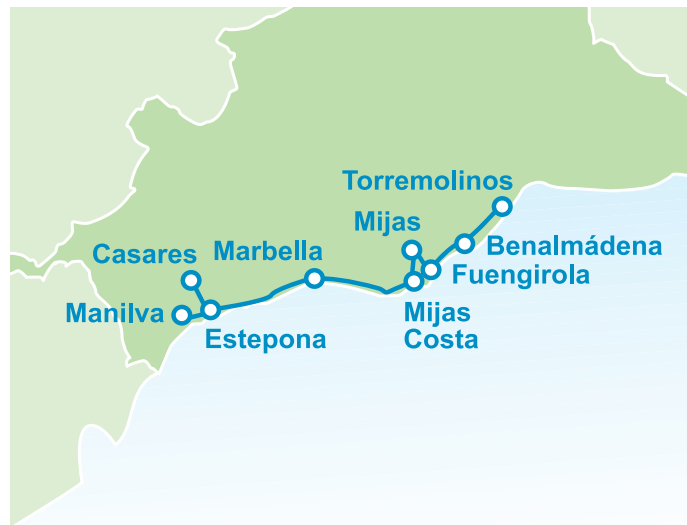 Torremolinos
Mijas
Benalmádena
Casares
Marbella
Fuengirola
Manilva
Estepona
Mijas
Costa